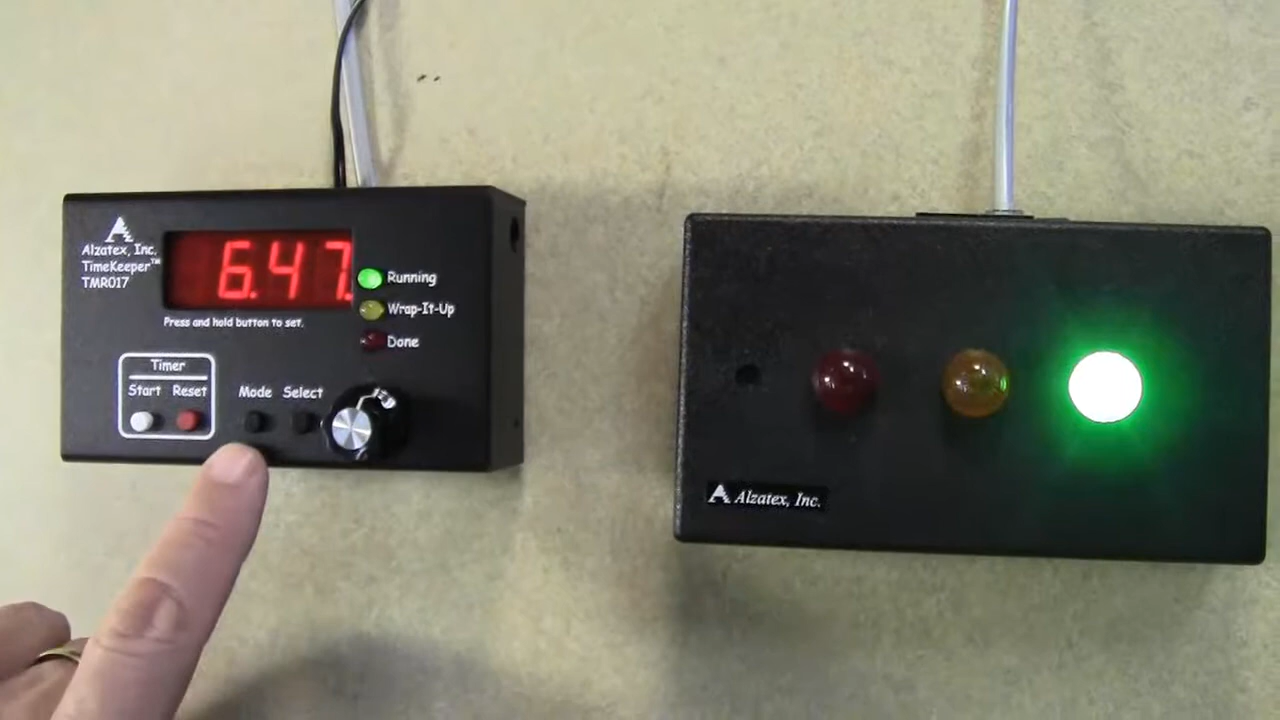 Alzatex, Inc.
TimeKeeper™
TMR017
6.47.
Running
Wrap-It-Up
Done
Press and hold button to set.
Timer
Start Reset Mode Select
Alzatex, Inc.